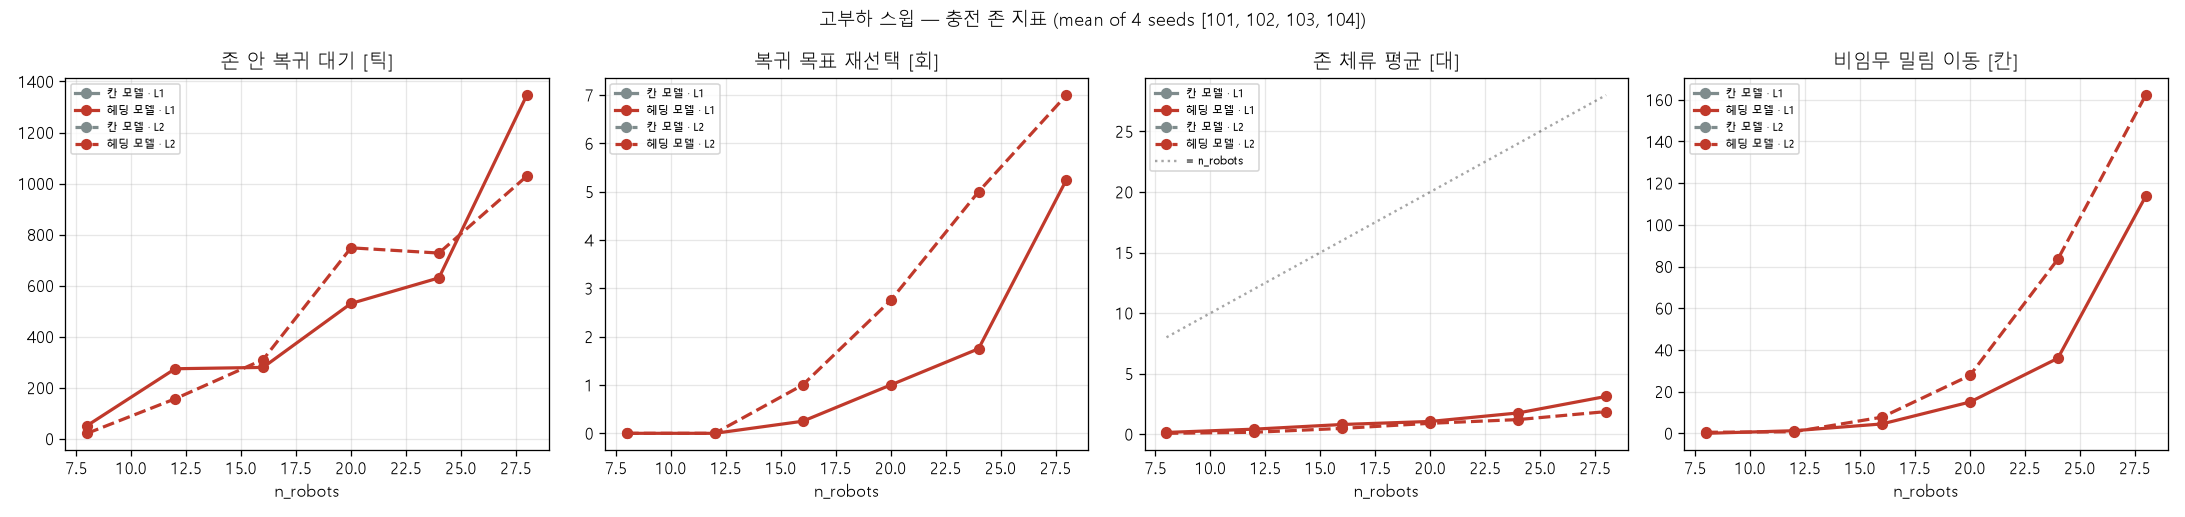 고부하 스윕 — 충전 존 지표 (mean of 4 seeds [101, 102, 103, 104])
존 안 복귀 대기 [틱]
칸 모델 · L1
헤딩 모델 · L1
칸 모델 · L2
헤딩 모델 · L2
1400
1200
1000
800
600
400
200
0
7.5 10.0 12.5 15.0 17.5 20.0 22.5 25.0 27.5
n_robots
복귀 목표 재선택 [회]
칸 모델 · L1
헤딩 모델 · L1
칸 모델 · L2
헤딩 모델 · L2
7
6
5
4
3
2
1
0
7.5 10.0 12.5 15.0 17.5 20.0 22.5 25.0 27.5
n_robots
존 체류 평균 [대]
칸 모델 · L1
헤딩 모델 · L1
칸 모델 · L2
헤딩 모델 · L2
= n_robots
25
20
15
10
5
0
7.5 10.0 12.5 15.0 17.5 20.0 22.5 25.0 27.5
n_robots
비임무 밀림 이동 [칸]
칸 모델 · L1
헤딩 모델 · L1
칸 모델 · L2
헤딩 모델 · L2
160
140
120
100
80
60
40
20
0
7.5 10.0 12.5 15.0 17.5 20.0 22.5 25.0 27.5
n_robots